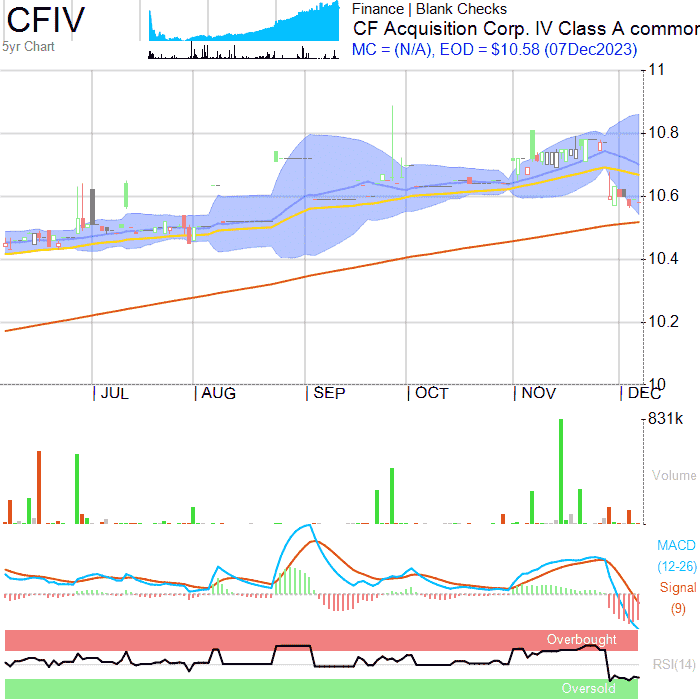 CFIV
5yr Chart
Finance | Blank Checks
CF Acquisition Corp. IV Class A common
MC = (N/A), EOD = $10.58 (07Dec2023)
11
10.8
10.6
10.4
10.2
10
JUL
AUG
SEP
OCT
NOV
DEC
831k
Volume
MACD
(12-26)
Signal
(9)
Overbought
RSI(14)
Oversold